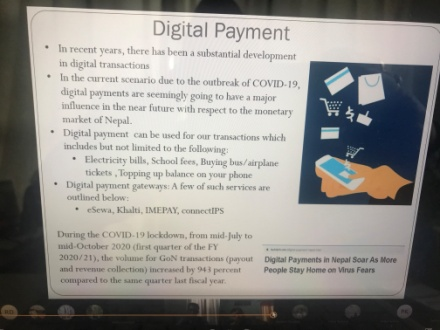 Digital Payment
• In recent years, there has been a substantial development
in digital transactions
• In the current scenario due to the outbreak of COVID-19,
digital payments are seemingly going to have a major
influence in the near future with respect to the monetary
market of Nepal.
• Digital payment can be used for our transactions which
includes but not limited to the following:
• Electricity bills, School fees, Buying bus/airplane
tickets , Topping up balance on your phone
• Digital payment gateways: A few of such services are
outlined below:
• eSewa, Khalti, IMEPAY, connectIPS
During the COVID-19 lockdown, from mid-July to
mid-October 2020 (first quarter of the FY
2020/21), the volume for GoN transactions (payout
and revenue collection) increased by 943 percent
compared to the same quarter last fiscal year.
Digital Payments in Nepal Soar As More
People Stay Home on Virus Fears